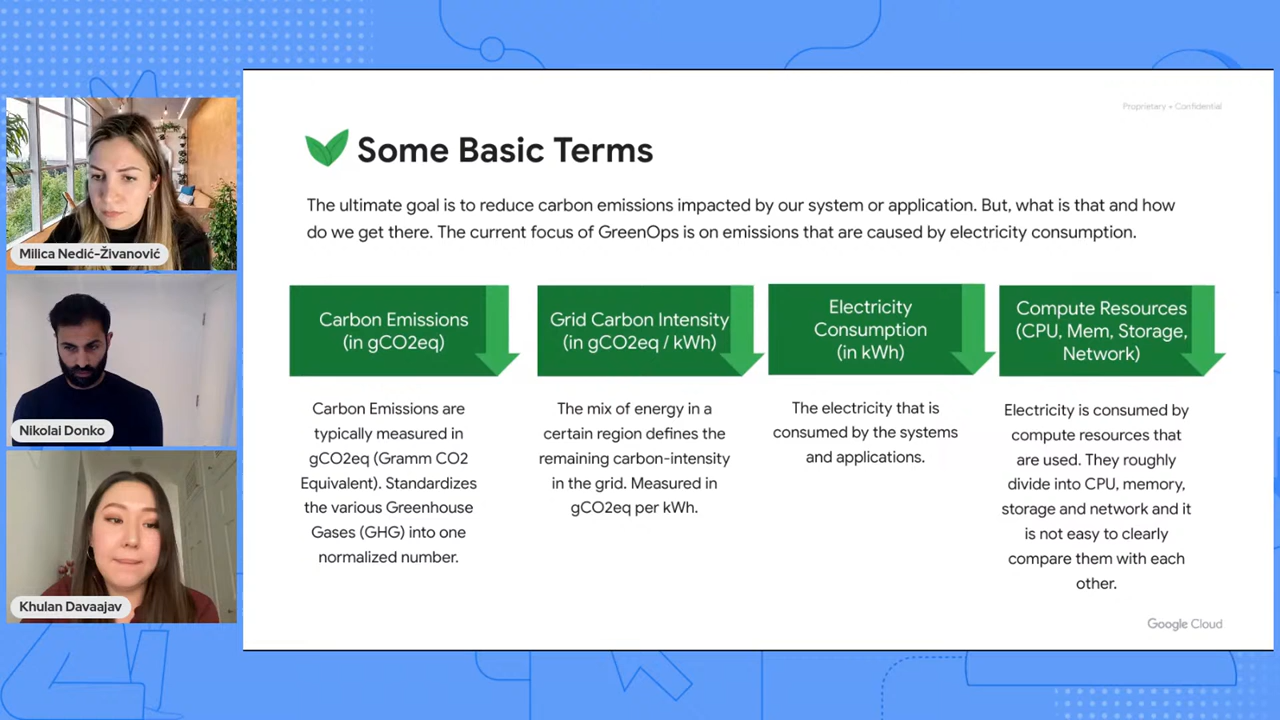 Proprietary + Confidential
Some Basic Terms
The ultimate goal is to reduce carbon emissions impacted by our system or application. But, what is that and how
do we get there. The current focus of GreenOps is on emissions that are caused by electricity consumption.
Carbon Emissions
(in gCO2eq)
Carbon Emissions are
typically measured in
gCO2eq (Gramm CO2
Equivalent). Standardizes
the various Greenhouse
Gases (GHG) into one
normalized number.
Grid Carbon Intensity
(in gCO2eq / kWh)
The mix of energy in a
certain region defines the
remaining carbon-intensity
in the grid. Measured in
gCO2eq per kWh.
Electricity
Consumption
(in kWh)
The electricity that is
consumed by the systems
and applications.
Compute Resources
(CPU, Mem, Storage,
Network)
Electricity is consumed by
compute resources that
are used. They roughly
divide into CPU, memory,
storage and network and it
is not easy to clearly
compare them with each
other.
Google Cloud
Milica Nedić-Živanović
Nikolai Donko
Khulan Davaajav